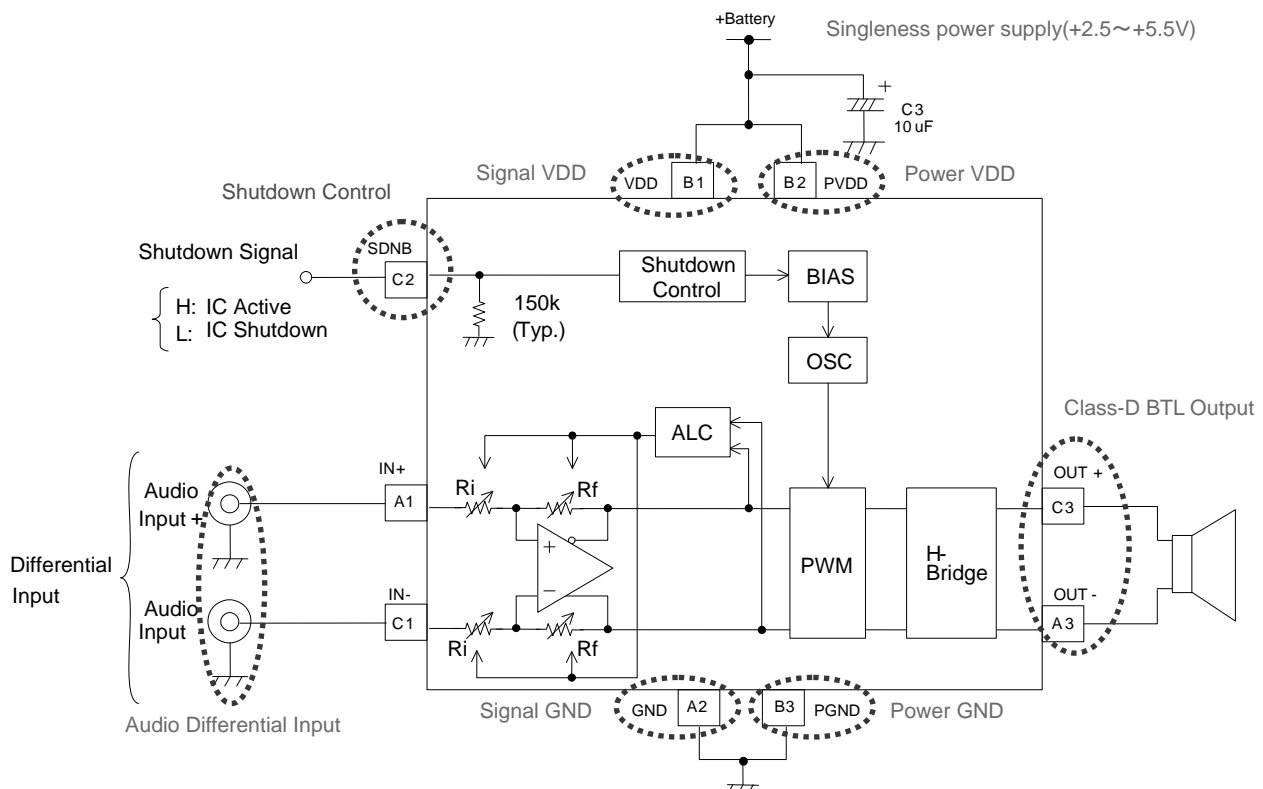 +Battery
Singleness power supply(+2.5～+5.5V)
+
C3
10uF
Signal VDD
VDD
B1
B2
PVDD
Power VDD
Shutdown Control
SDNB
Shutdown Signal
C2
H: IC Active
L: IC Shutdown
150k
(Typ.)
Shutdown
Control
BIAS
OSC
Class-D BTL Output
ALC
IN+
OUT +
Audio
Input +
A1
Ri
Rf
C3
+
Differential
Input
PWM
H-
Bridge
−
IN-
OUT -
Audio
Input
C1
A3
Ri
Rf
Audio Differential Input
Signal GND
GND
A2
B3
PGND
Power GND